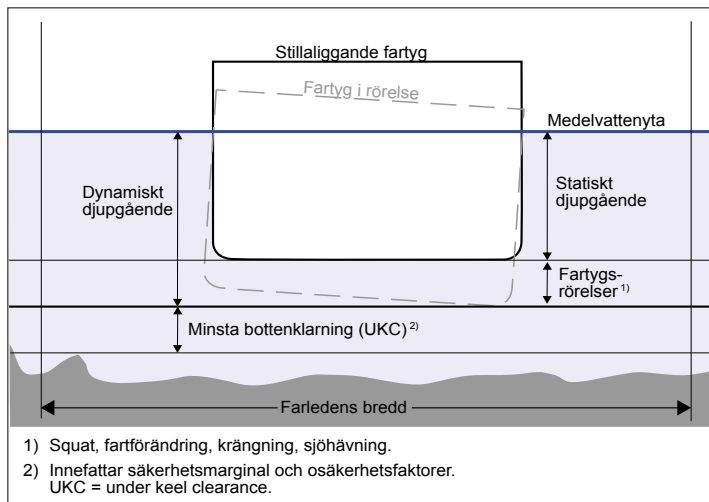 Stillaliggande fartyg
Fartyg i rörelse
Medelvattenyta
Dynamiskt
djupgående
Statiskt
djupgående
Fartygs-
rörelser 1)
Minsta bottenklarning (UKC) 2)
Farledens bredd
1) Squat, fartförändring, krängning, sjöhävning.
2) Innefattar säkerhetsmarginal och osäkerhetsfaktorer.
UKC = under keel clearance.